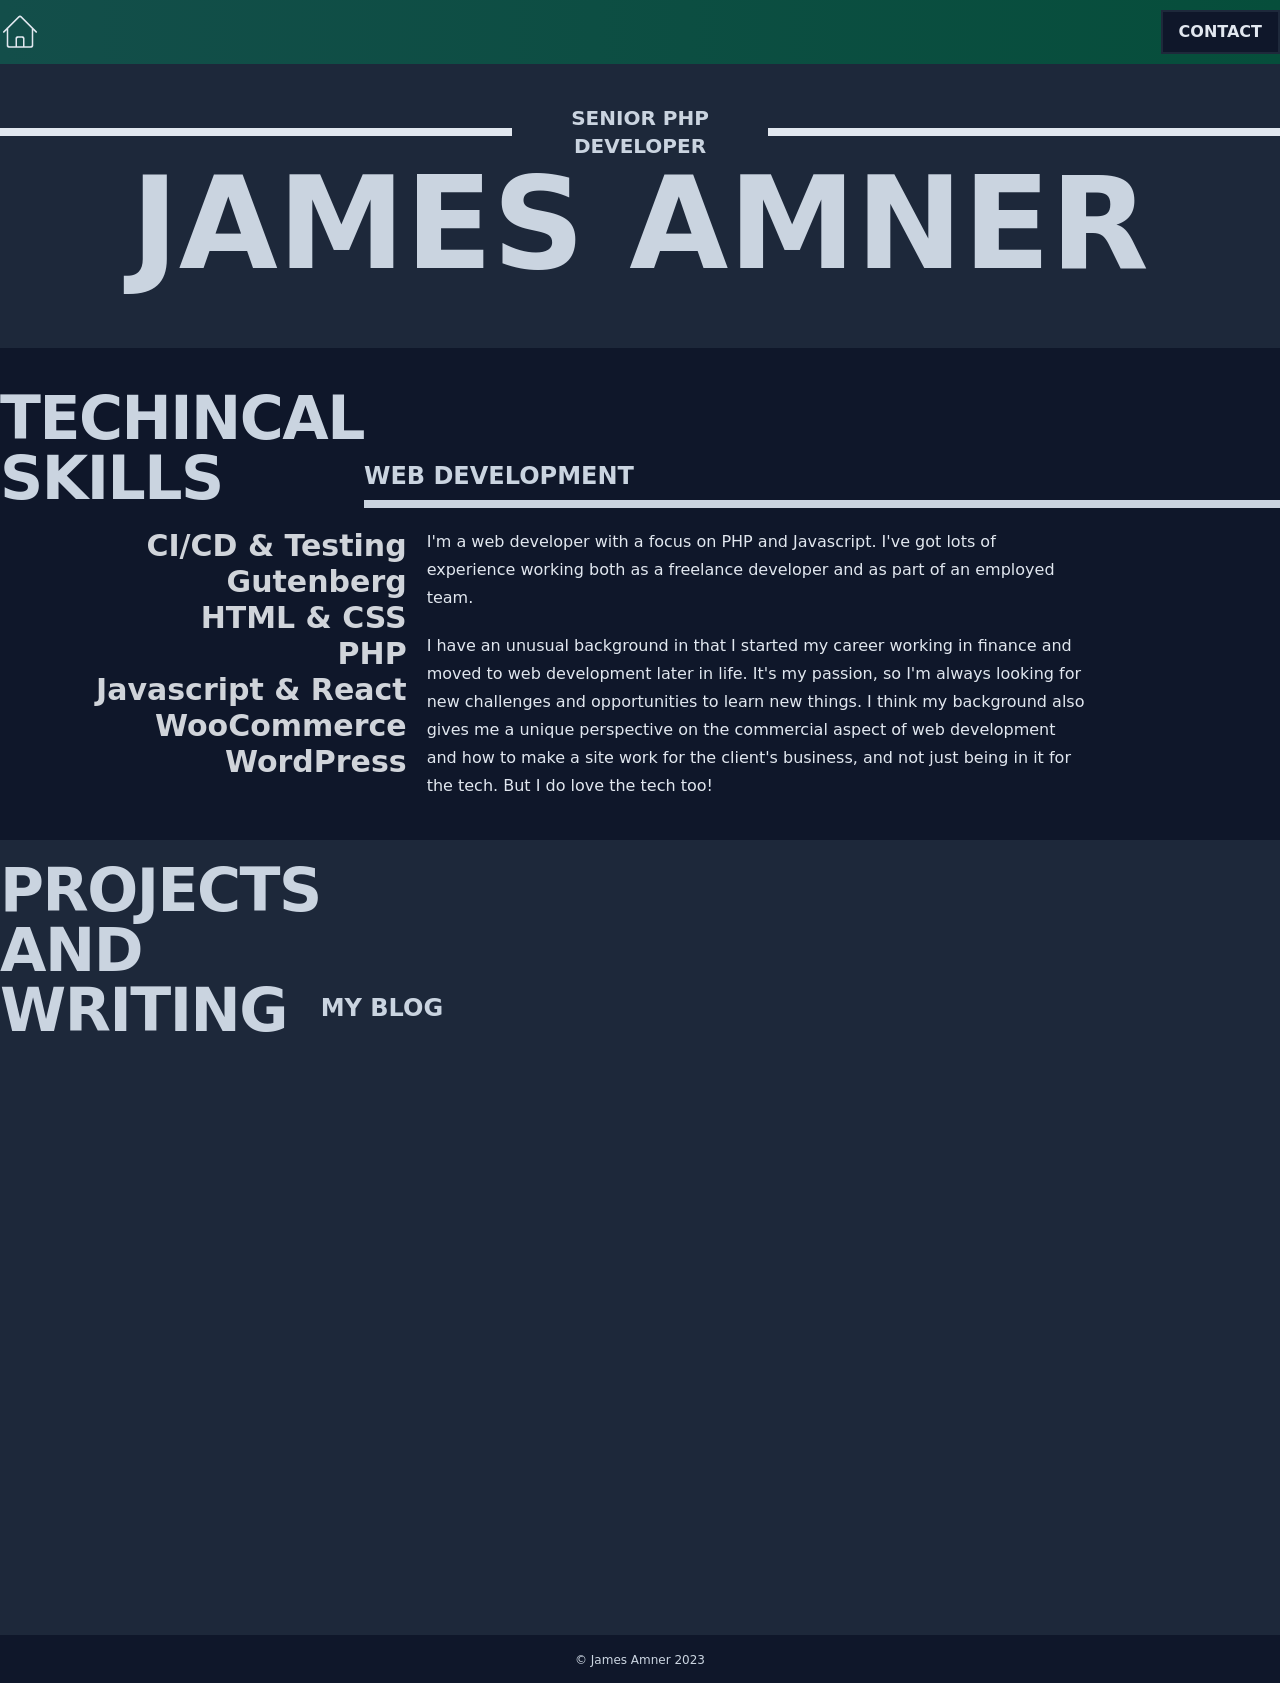 CONTACT
SENIOR PHP
DEVELOPER
JAMES AMNER
TECHINCAL
SKILLS
WEB DEVELOPMENT
CI/CD & Testing
Gutenberg
HTML & CSS
PHP
Javascript & React
WooCommerce
WordPress
I'm a web developer with a focus on PHP and Javascript. I've got lots of
experience working both as a freelance developer and as part of an employed
team.
I have an unusual background in that I started my career working in finance and
moved to web development later in life. It's my passion, so I'm always looking for
new challenges and opportunities to learn new things. I think my background also
gives me a unique perspective on the commercial aspect of web development
and how to make a site work for the client's business, and not just being in it for
the tech. But I do love the tech too!
PROJECTS
AND
WRITING
MY BLOG
© James Amner 2023